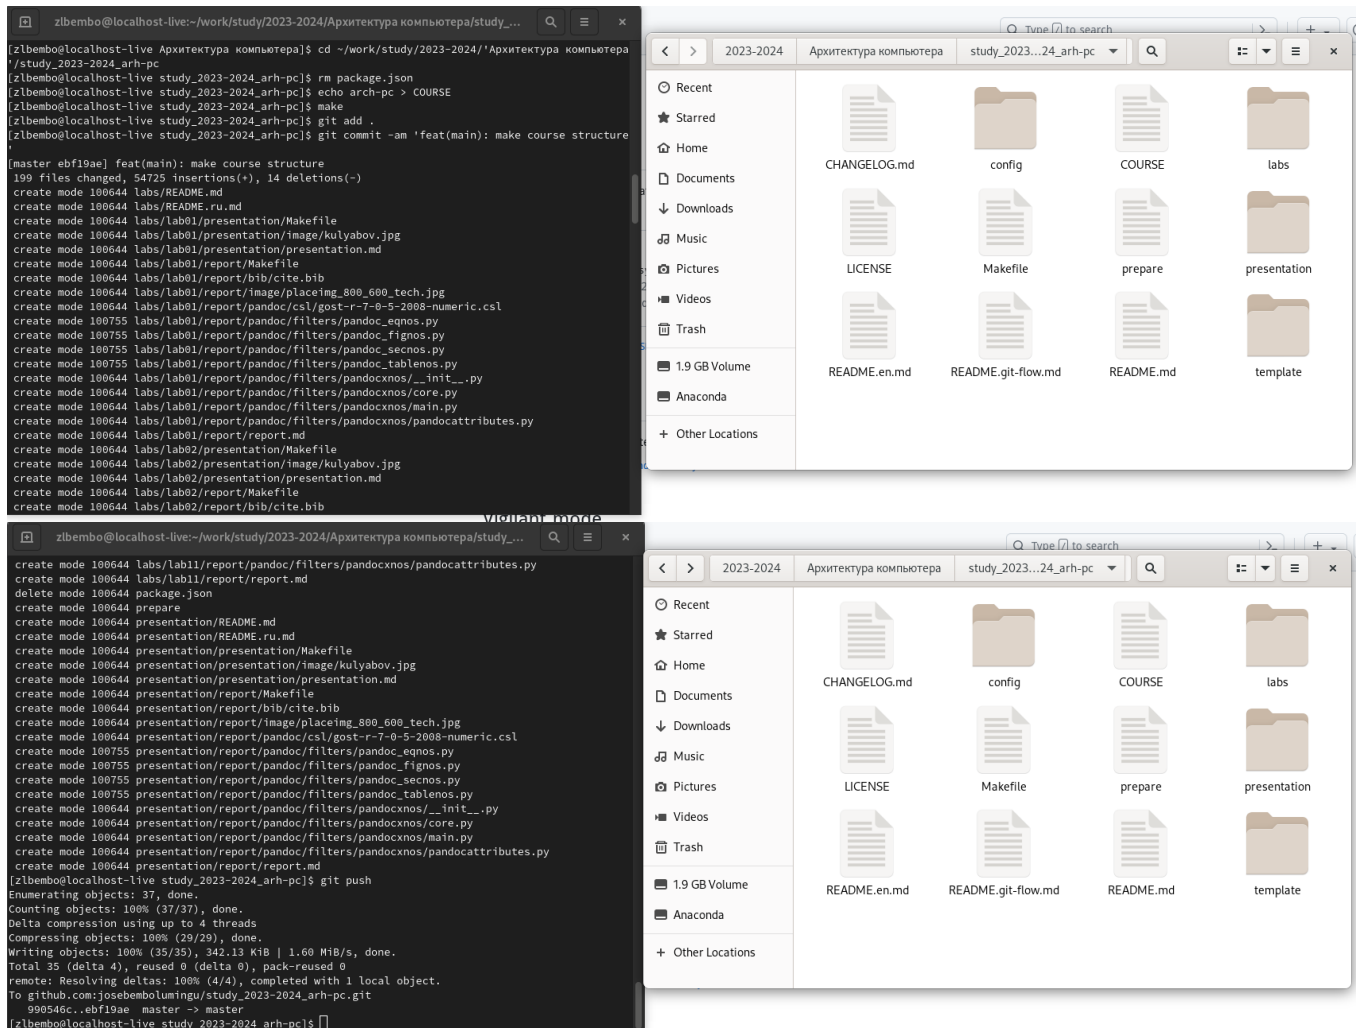 zlbembo@localhost-live:~/work/study/2023-2024/Архитектура компьютера/study_...
[zlbembo@localhost-live Архитектура компьютера]$ cd ~/work/study/2023-2024/'Архитектура компьютера
'/study_2023-2024_arh-pc
[zlbembo@localhost-live study_2023-2024_arh-pc]$ rm package.json
[zlbembo@localhost-live study_2023-2024_arh-pc]$ echo arch-pc > COURSE
[zlbembo@localhost-live study_2023-2024_arh-pc]$ make
[zlbembo@localhost-live study_2023-2024_arh-pc]$ git add .
[zlbembo@localhost-live study_2023-2024_arh-pc]$ git commit -am 'feat(main): make course structure
'
[master ebf19ae] feat(main): make course structure
199 files changed, 54725 insertions(+), 14 deletions(-)
create mode 100644 labs/README.md
create mode 100644 labs/README.ru.md
create mode 100644 labs/lab01/presentation/Makefile
create mode 100644 labs/lab01/presentation/image/kulyabov.jpg
create mode 100644 labs/lab01/presentation/presentation.md
create mode 100644 labs/lab01/report/Makefile
create mode 100644 labs/lab01/report/bib/cite.bib
create mode 100644 labs/lab01/report/image/placeimg_800_600_tech.jpg
create mode 100644 labs/lab01/report/pandoc/csl/gost-r-7-0-5-2008-numeric.csl
create mode 100755 labs/lab01/report/pandoc/filters/pandoc_eqnos.py
create mode 100755 labs/lab01/report/pandoc/filters/pandoc_fignos.py
create mode 100755 labs/lab01/report/pandoc/filters/pandoc_secnos.py
create mode 100755 labs/lab01/report/pandoc/filters/pandoc_tablenos.py
create mode 100644 labs/lab01/report/pandoc/filters/pandocxnos/__init__.py
create mode 100644 labs/lab01/report/pandoc/filters/pandocxnos/core.py
create mode 100644 labs/lab01/report/pandoc/filters/pandocxnos/main.py
create mode 100644 labs/lab01/report/pandoc/filters/pandocxnos/pandocattributes.py
create mode 100644 labs/lab01/report/report.md
create mode 100644 labs/lab02/presentation/Makefile
create mode 100644 labs/lab02/presentation/image/kulyabov.jpg
create mode 100644 labs/lab02/presentation/presentation.md
create mode 100644 labs/lab02/report/Makefile
create mode 100644 labs/lab02/report/bib/cite.bib
Type / to search
2023-2024 Архитектура компьютера study_2023...24_arh-pc
Recent
Starred
Home
Documents
Downloads
Music
Pictures
Videos
Trash
1.9 GB Volume
Anaconda
+ Other Locations
CHANGELOG.md config COURSE labs
LICENSE Makefile prepare presentation
README.en.md README.git-flow.md README.md template
Vigilant mode
zlbembo@localhost-live:~/work/study/2023-2024/Архитектура компьютера/study_...
create mode 100644 labs/lab11/report/pandoc/filters/pandocxnos/pandocattributes.py
create mode 100644 labs/lab11/report/report.md
delete mode 100644 package.json
create mode 100644 prepare
create mode 100644 presentation/README.md
create mode 100644 presentation/README.ru.md
create mode 100644 presentation/presentation/Makefile
create mode 100644 presentation/presentation/image/kulyabov.jpg
create mode 100644 presentation/presentation/presentation.md
create mode 100644 presentation/report/Makefile
create mode 100644 presentation/report/bib/cite.bib
create mode 100644 presentation/report/image/placeimg_800_600_tech.jpg
create mode 100644 presentation/report/pandoc/csl/gost-r-7-0-5-2008-numeric.csl
create mode 100755 presentation/report/pandoc/filters/pandoc_eqnos.py
create mode 100755 presentation/report/pandoc/filters/pandoc_fignos.py
create mode 100755 presentation/report/pandoc/filters/pandoc_secnos.py
create mode 100755 presentation/report/pandoc/filters/pandoc_tablenos.py
create mode 100644 presentation/report/pandoc/filters/pandocxnos/__init__.py
create mode 100644 presentation/report/pandoc/filters/pandocxnos/core.py
create mode 100644 presentation/report/pandoc/filters/pandocxnos/main.py
create mode 100644 presentation/report/pandoc/filters/pandocxnos/pandocattributes.py
create mode 100644 presentation/report/report.md
[zlbembo@localhost-live study_2023-2024_arh-pc]$ git push
Enumerating objects: 37, done.
Counting objects: 100% (37/37), done.
Delta compression using up to 4 threads
Compressing objects: 100% (29/29), done.
Writing objects: 100% (35/35), 342.13 KiB | 1.60 MiB/s, done.
Total 35 (delta 4), reused 0 (delta 0), pack-reused 0
remote: Resolving deltas: 100% (4/4), completed with 1 local object.
To github.com:josebembolumingu/study_2023-2024_arh-pc.git
990546c..ebf19ae master -> master
[zlbembo@localhost-live study_2023-2024_arh-pc]$
Type / to search
2023-2024 Архитектура компьютера study_2023...24_arh-pc
Recent
Starred
Home
Documents
Downloads
Music
Pictures
Videos
Trash
1.9 GB Volume
Anaconda
+ Other Locations
CHANGELOG.md config COURSE labs
LICENSE Makefile prepare presentation
README.en.md README.git-flow.md README.md template